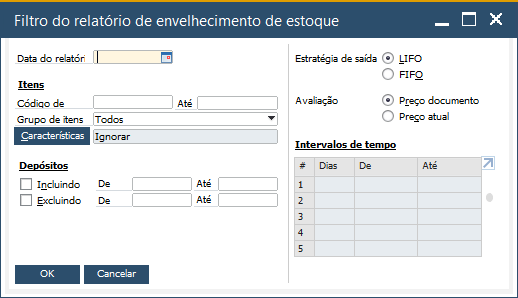 Filtro do relatório de envelhecimento de estoque
Data do relatóri
Itens
Código de
Até
Grupo de itens
Todos
Características
Ignorar
Depósitos
Incluindo De Até
Excluindo De Até
Estratégia de saída
LIFO
FIFO
Avaliação
Preço documento
Preço atual
Intervalos de tempo
# Dias De Até
1
2
3
4
5
OK
Cancelar